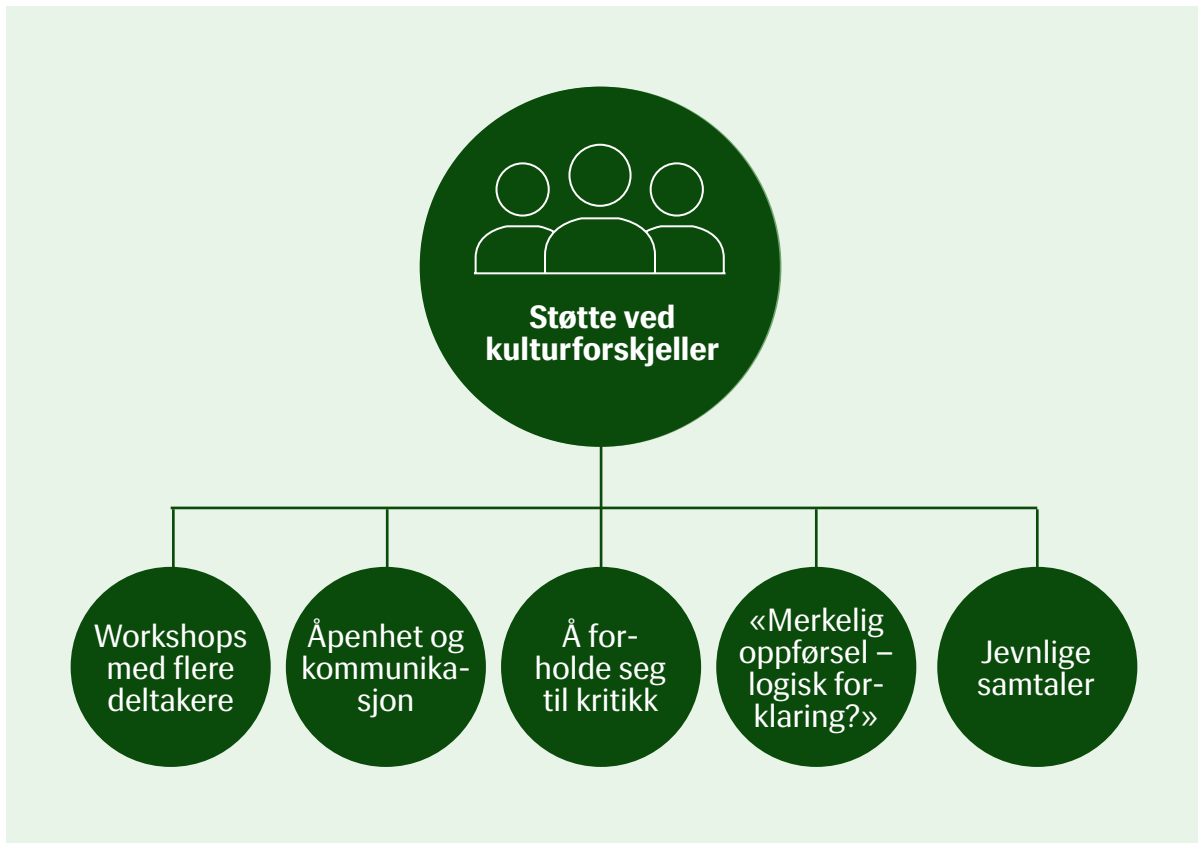 Støtte ved
kulturforskjeller
Workshops
med flere
deltakere
Åpenhet og
kommunika-
sjon
Å for-
holde seg
til kritikk
«Merkelig
oppførsel –
logisk for-
klaring?»
Jevnlige
samtaler